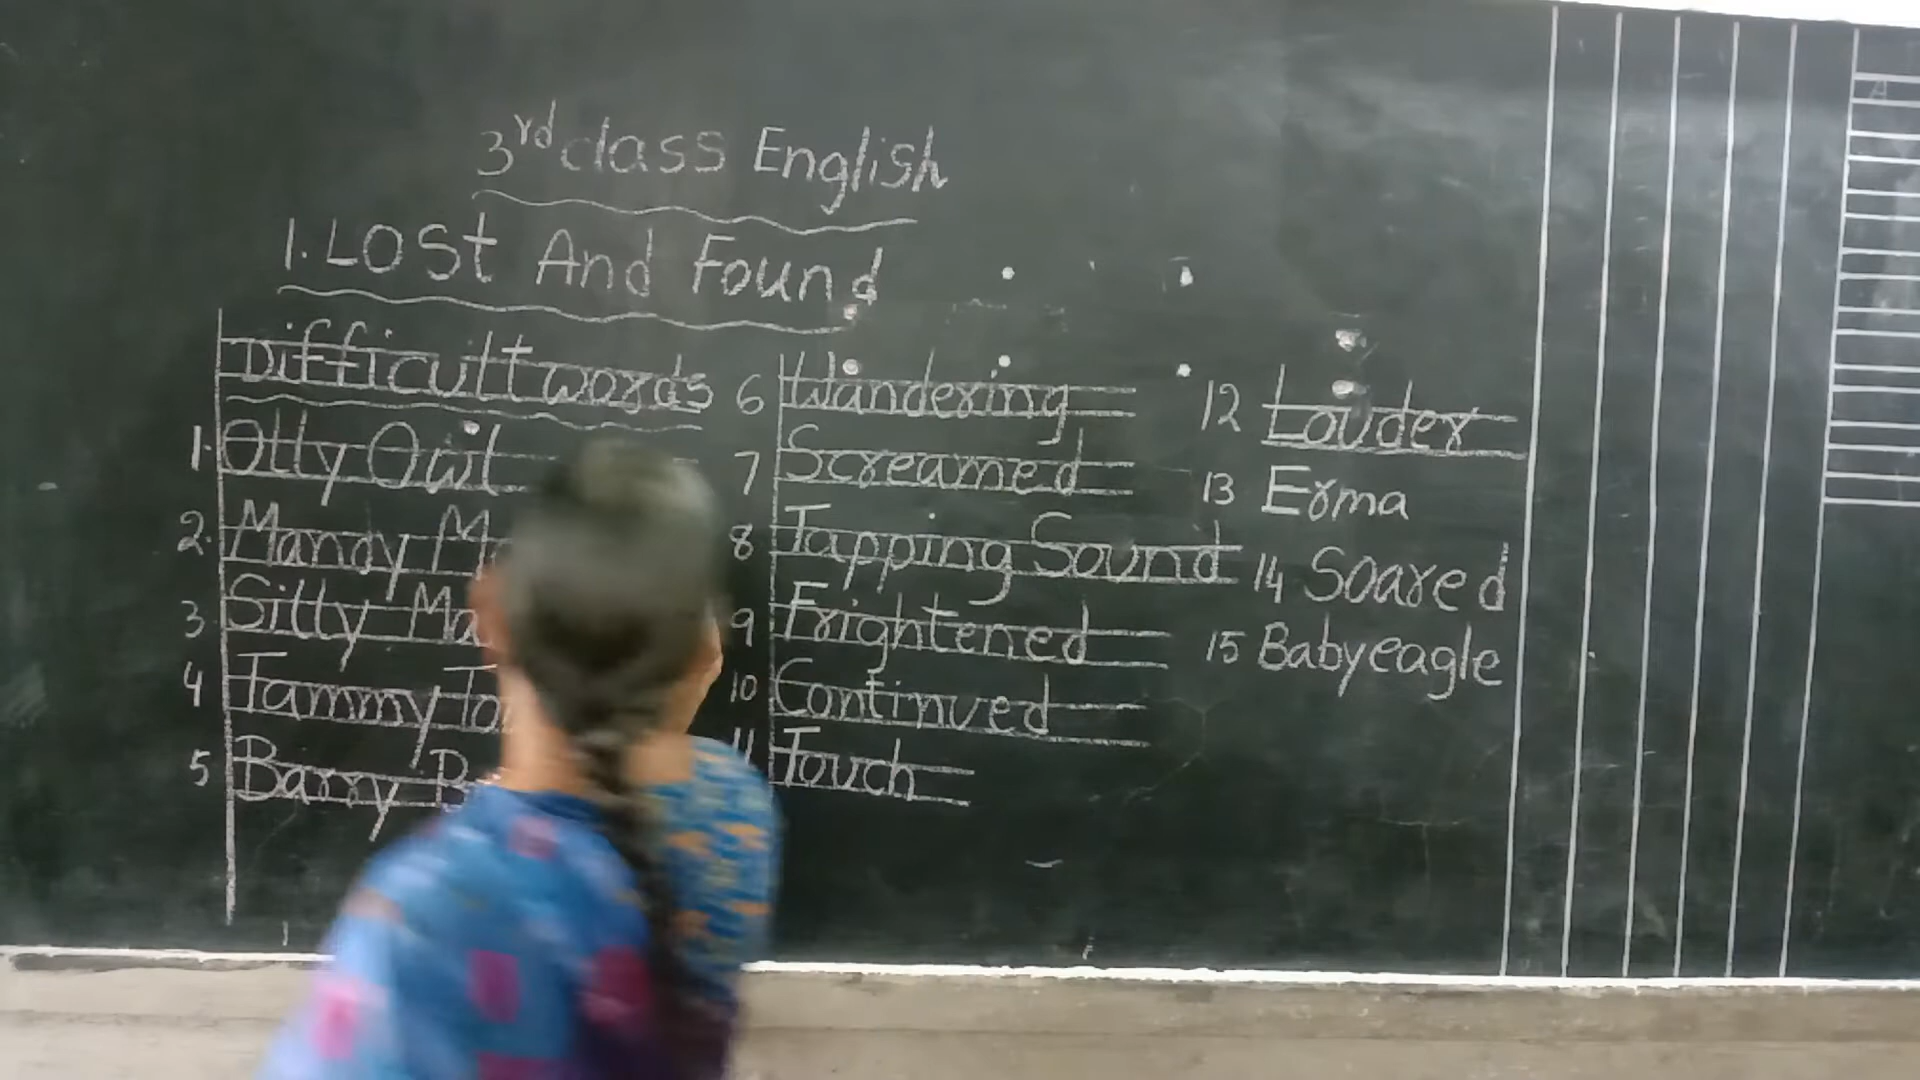 3rd class English
1. LOST And Found
Difficult words
1. Olly Owl
2. Mandy
3 Silly
4 Tammy
5 Barry
6 Wandering
7 Screamed
8 Tapping Sound
9 Frightened
10 Continued
11 Touch
12 Louder
13 Erma
14 Soared
15 Babyeagle